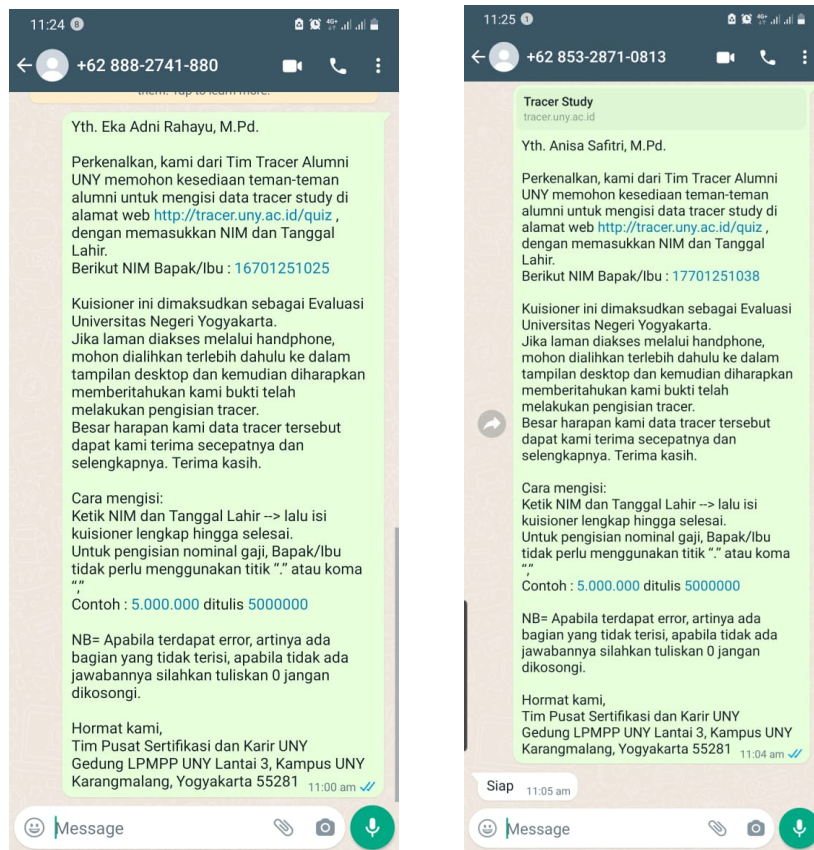 11:24 8
4G+
+62 888-2741-880
them. Tap to learn more.
Yth. Eka Adni Rahayu, M.Pd.
Perkenalkan, kami dari Tim Tracer Alumni
UNY memohon kesediaan teman-teman
alumni untuk mengisi data tracer study di
alamat web http://tracer.uny.ac.id/quiz ,
dengan memasukkan NIM dan Tanggal
Lahir.
Berikut NIM Bapak/Ibu : 16701251025
Kuisioner ini dimaksudkan sebagai Evaluasi
Universitas Negeri Yogyakarta.
Jika laman diakses melalui handphone,
mohon dialihkan terlebih dahulu ke dalam
tampilan desktop dan kemudian diharapkan
memberitahukan kami bukti telah
melakukan pengisian tracer.
Besar harapan kami data tracer tersebut
dapat kami terima secepatnya dan
selengkapnya. Terima kasih.
Cara mengisi:
Ketik NIM dan Tanggal Lahir --> lalu isi
kuisioner lengkap hingga selesai.
Untuk pengisian nominal gaji, Bapak/Ibu
tidak perlu menggunakan titik “.” atau koma
“,”
Contoh : 5.000.000 ditulis 5000000
NB= Apabila terdapat error, artinya ada
bagian yang tidak terisi, apabila tidak ada
jawabannya silahkan tuliskan 0 jangan
dikosongi.
Hormat kami,
Tim Pusat Sertifikasi dan Karir UNY
Gedung LPMPP UNY Lantai 3, Kampus UNY
Karangmalang, Yogyakarta 55281 11:00 am
Message
11:25 1
4G+
+62 853-2871-0813
Tracer Study
tracer.uny.ac.id
Yth. Anisa Safitri, M.Pd.
Perkenalkan, kami dari Tim Tracer Alumni
UNY memohon kesediaan teman-teman
alumni untuk mengisi data tracer study di
alamat web http://tracer.uny.ac.id/quiz ,
dengan memasukkan NIM dan Tanggal
Lahir.
Berikut NIM Bapak/Ibu : 17701251038
Kuisioner ini dimaksudkan sebagai Evaluasi
Universitas Negeri Yogyakarta.
Jika laman diakses melalui handphone,
mohon dialihkan terlebih dahulu ke dalam
tampilan desktop dan kemudian diharapkan
memberitahukan kami bukti telah
melakukan pengisian tracer.
Besar harapan kami data tracer tersebut
dapat kami terima secepatnya dan
selengkapnya. Terima kasih.
Cara mengisi:
Ketik NIM dan Tanggal Lahir --> lalu isi
kuisioner lengkap hingga selesai.
Untuk pengisian nominal gaji, Bapak/Ibu
tidak perlu menggunakan titik “.” atau koma
“,”
Contoh : 5.000.000 ditulis 5000000
NB= Apabila terdapat error, artinya ada
bagian yang tidak terisi, apabila tidak ada
jawabannya silahkan tuliskan 0 jangan
dikosongi.
Hormat kami,
Tim Pusat Sertifikasi dan Karir UNY
Gedung LPMPP UNY Lantai 3, Kampus UNY
Karangmalang, Yogyakarta 55281 11:04 am
Siap 11:05 am
Message